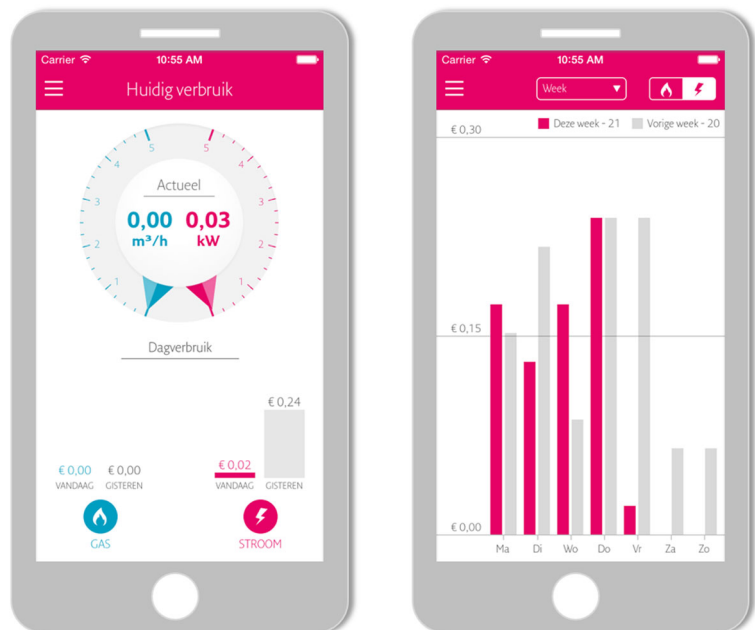 Carrier 10:55 AM
Huidig verbruik
5 5
4 4
3 3
2 2
1 1
Actueel
0,00 0,03
m³/h kW
Dagverbruik
€ 0,24
€ 0,00 € 0,00 € 0,02
VANDAAG GISTEREN VANDAAG GISTEREN
GAS STROOM
Carrier 10:55 AM
Week
Deze week - 21 Vorige week - 20
€ 0,30
€ 0,15
€ 0,00
Ma Di Wo Do Vr Za Zo